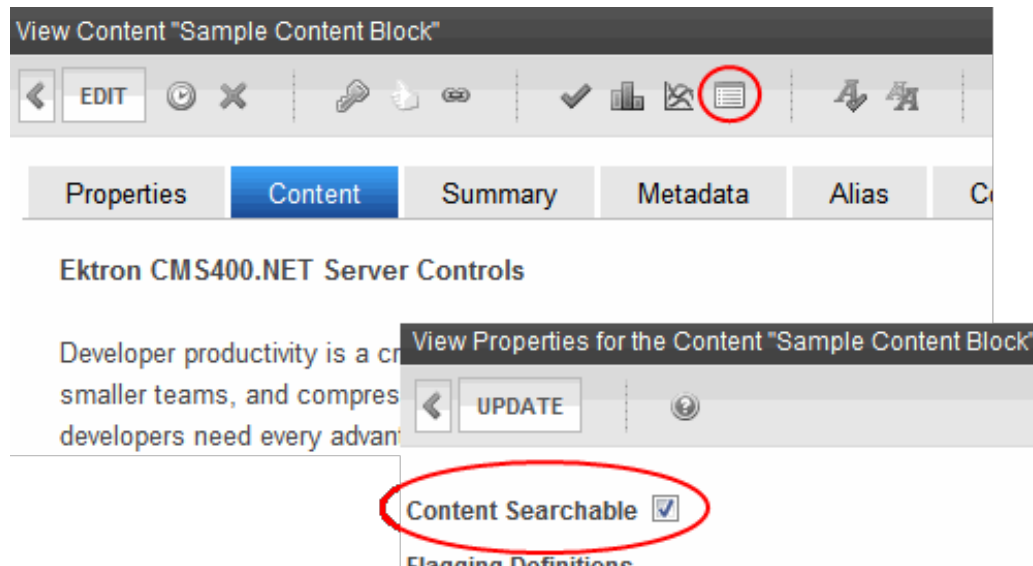 View Content "Sample Content Block"
EDIT
Properties Content Summary Metadata Alias
Ektron CMS400.NET Server Controls
Developer productivity is a
smaller teams, and compres
developers need every advan
View Properties for the Content "Sample Content Block"
UPDATE
Content Searchable
Flagging Definitions